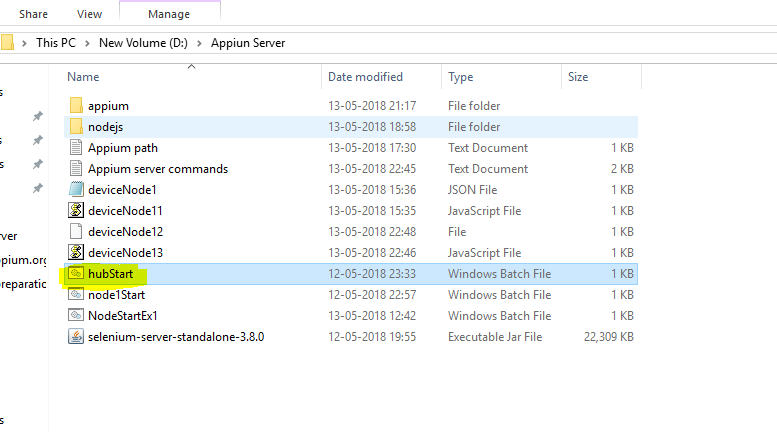 Share View Manage
This PC New Volume (D:) Appiun Server
Name Date modified Type Size
appium 13-05-2018 21:17 File folder
nodejs 13-05-2018 18:58 File folder
Appium path 13-05-2018 17:30 Text Document 1 KB
Appium server commands 13-05-2018 22:45 Text Document 2 KB
deviceNode1 13-05-2018 15:36 JSON File 1 KB
deviceNode11 13-05-2018 15:35 JavaScript File 1 KB
deviceNode12 13-05-2018 22:48 File 1 KB
rver deviceNode13 13-05-2018 22:46 JavaScript File 1 KB
ppium.org hubStart 12-05-2018 23:33 Windows Batch File 1 KB
reparatic node1Start 12-05-2018 22:57 Windows Batch File 1 KB
NodeStartEx1 13-05-2018 12:42 Windows Batch File 1 KB
selenium-server-standalone-3.8.0 12-05-2018 19:55 Executable Jar File 22,309 KB